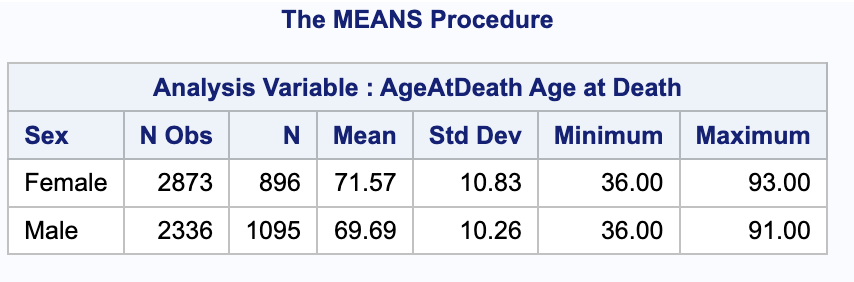 The MEANS Procedure
Analysis Variable : AgeAtDeath Age at Death
Sex N Obs N Mean Std Dev Minimum Maximum
Female 2873 896 71.57 10.83 36.00 93.00
Male 2336 1095 69.69 10.26 36.00 91.00